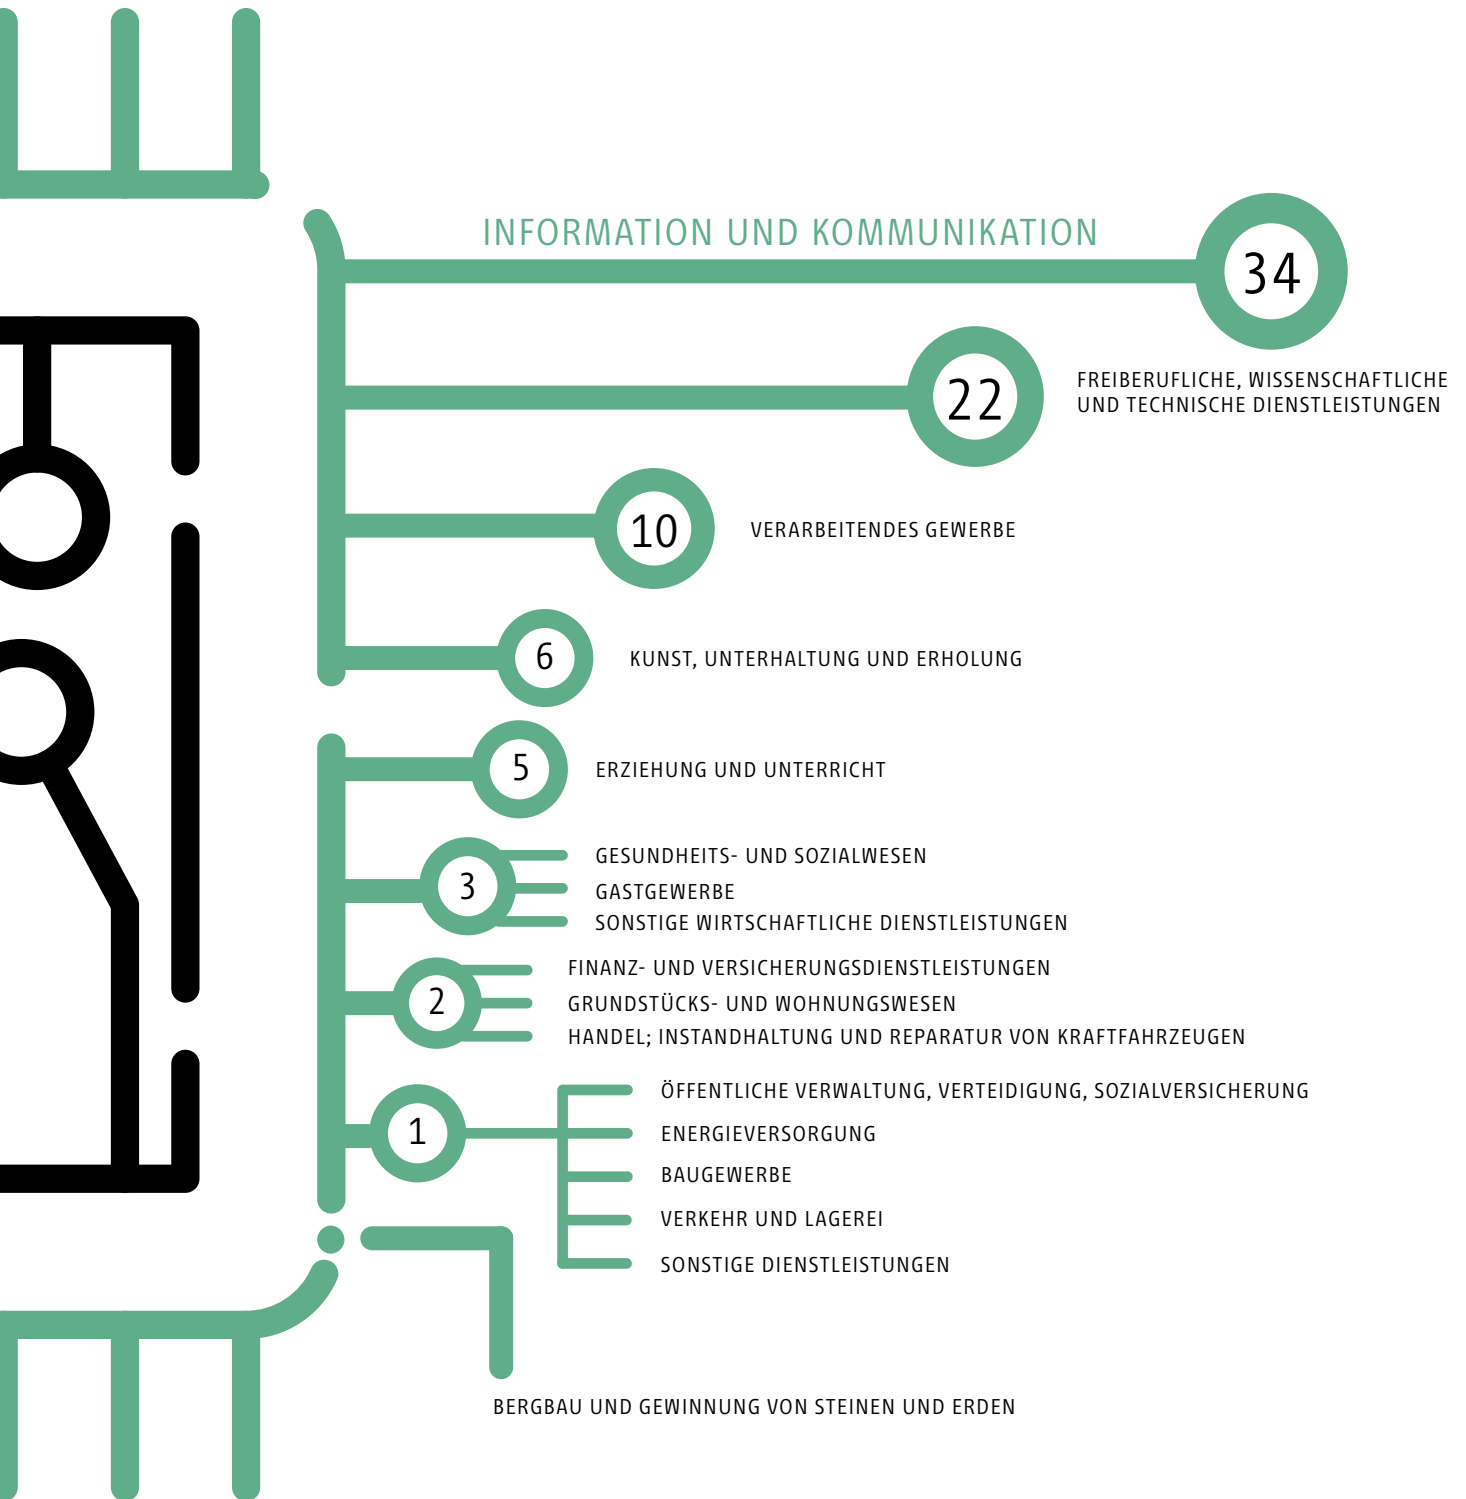 INFORMATION UND KOMMUNIKATION
34
22
FREIBERUFLICHE, WISSENSCHAFTLICHE
UND TECHNISCHE DIENSTLEISTUNGEN
10
VERARBEITENDES GEWERBE
6
KUNST, UNTERHALTUNG UND ERHOLUNG
5
ERZIEHUNG UND UNTERRICHT
3
GESUNDHEITS- UND SOZIALWESEN
GASTGEWERBE
SONSTIGE WIRTSCHAFTLICHE DIENSTLEISTUNGEN
2
FINANZ- UND VERSICHERUNGSDIENSTLEISTUNGEN
GRUNDSTÜCKS- UND WOHNUNGSWESEN
HANDEL; INSTANDHALTUNG UND REPARATUR VON KRAFTFAHRZEUGEN
1
ÖFFENTLICHE VERWALTUNG, VERTEIDIGUNG, SOZIALVERSICHERUNG
ENERGIEVERSORGUNG
BAUGEWERBE
VERKEHR UND LAGEREI
SONSTIGE DIENSTLEISTUNGEN
BERGBAU UND GEWINNUNG VON STEINEN UND ERDEN